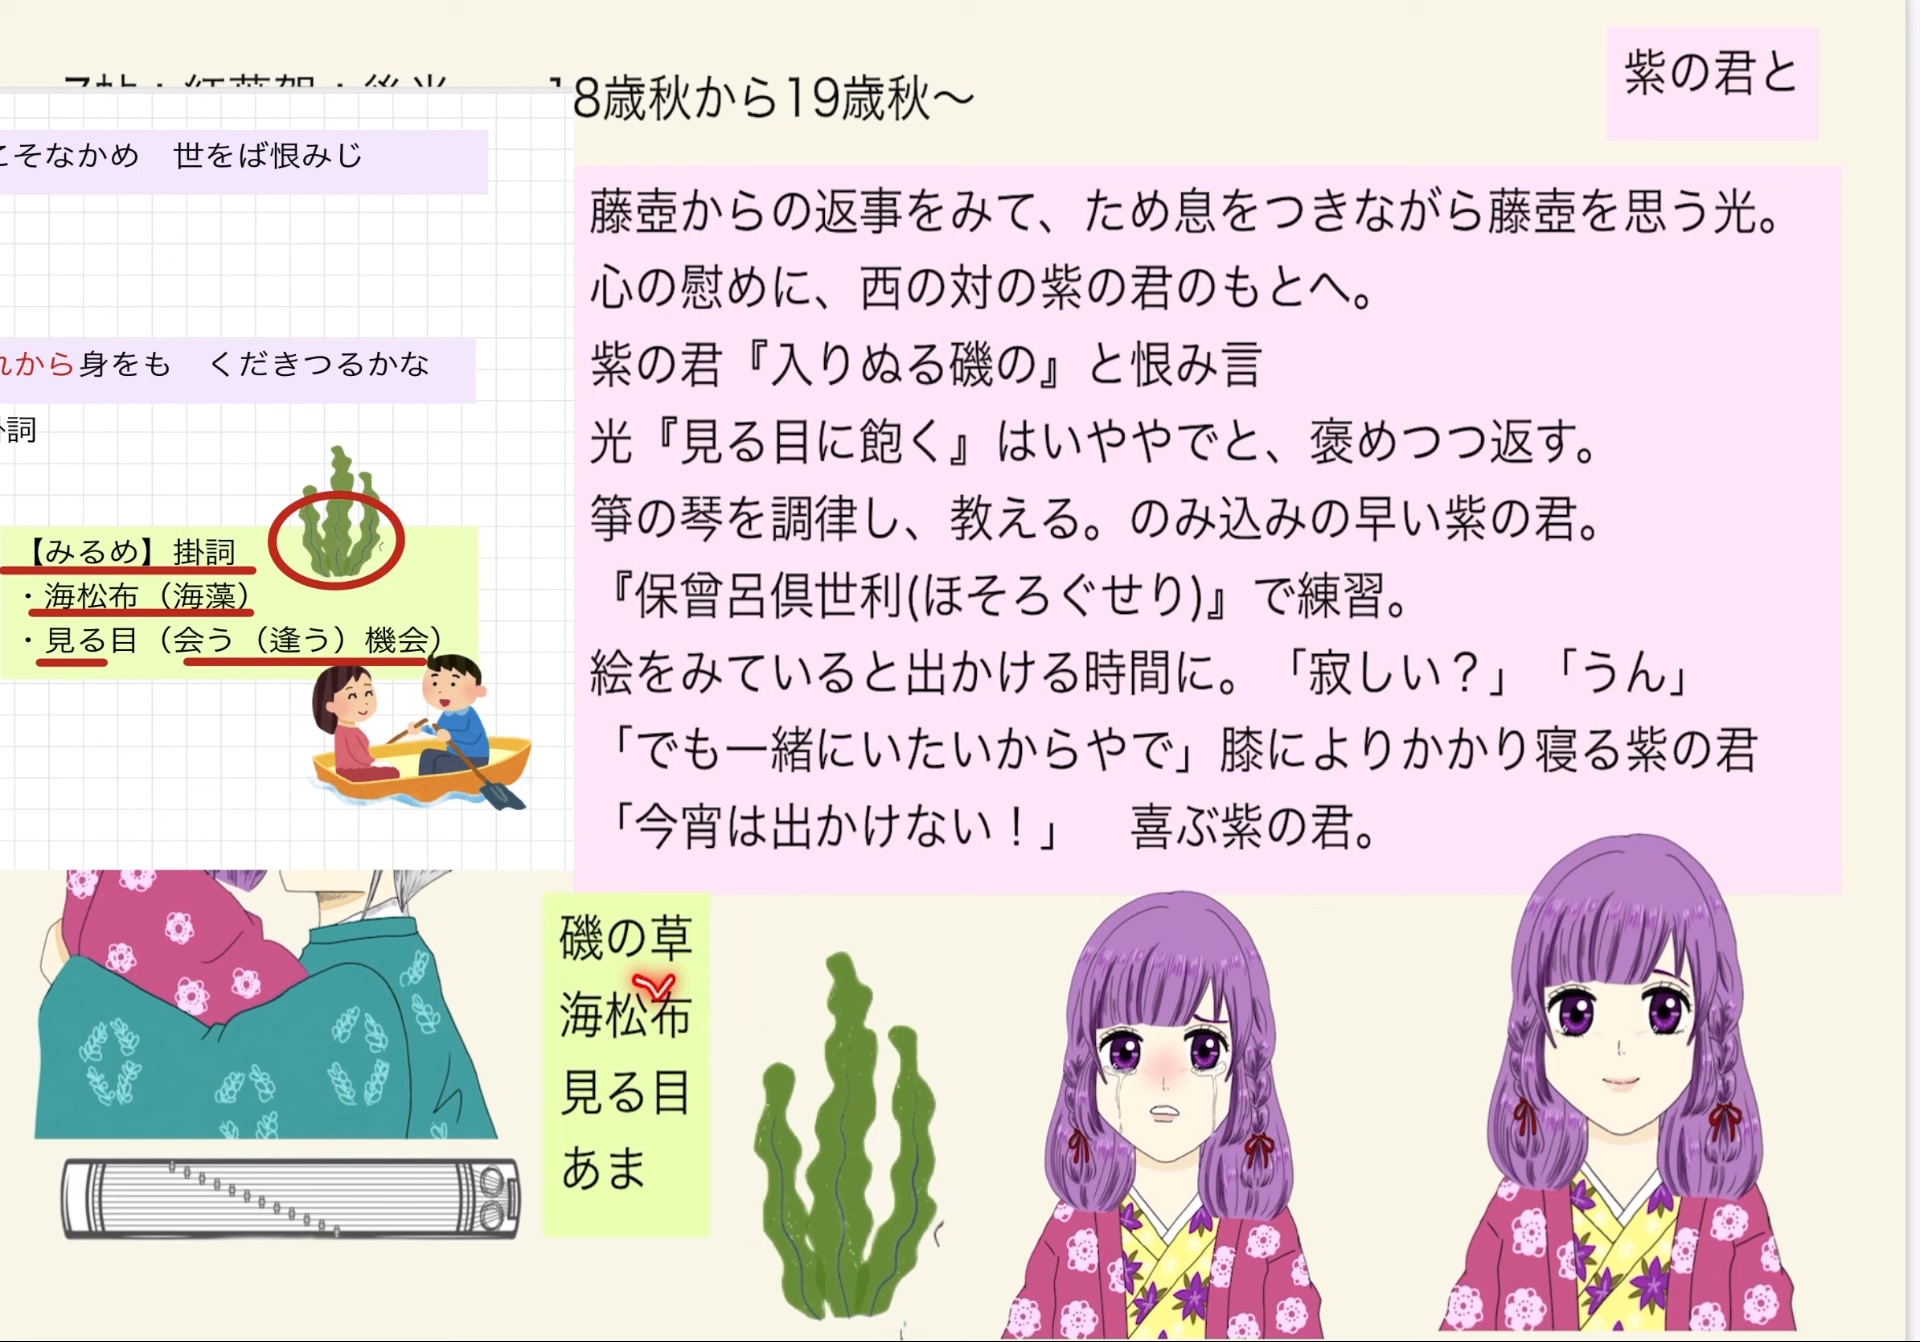 18歳秋から19歳秋〜
紫の君と
こそなかめ　世をば恨みじ
れから身をも　くだきつるかな
掛詞
【みるめ】掛詞
・海松布（海藻）
・見る目（会う（逢う）機会）
藤壺からの返事をみて、ため息をつきながら藤壺を思う光。
心の慰めに、西の対の紫の君のもとへ。
紫の君『入りぬる磯の』と恨み言
光『見る目に飽く』はいややでと、褒めつつ返す。
箏の琴を調律し、教える。のみ込みの早い紫の君。
『保曾呂倶世利(ほそろぐせり)』で練習。
絵をみていると出かける時間に。「寂しい？」「うん」
「でも一緒にいたいからやで」膝によりかかり寝る紫の君
「今宵は出かけない！」　喜ぶ紫の君。
磯の草
海松布
見る目
あま